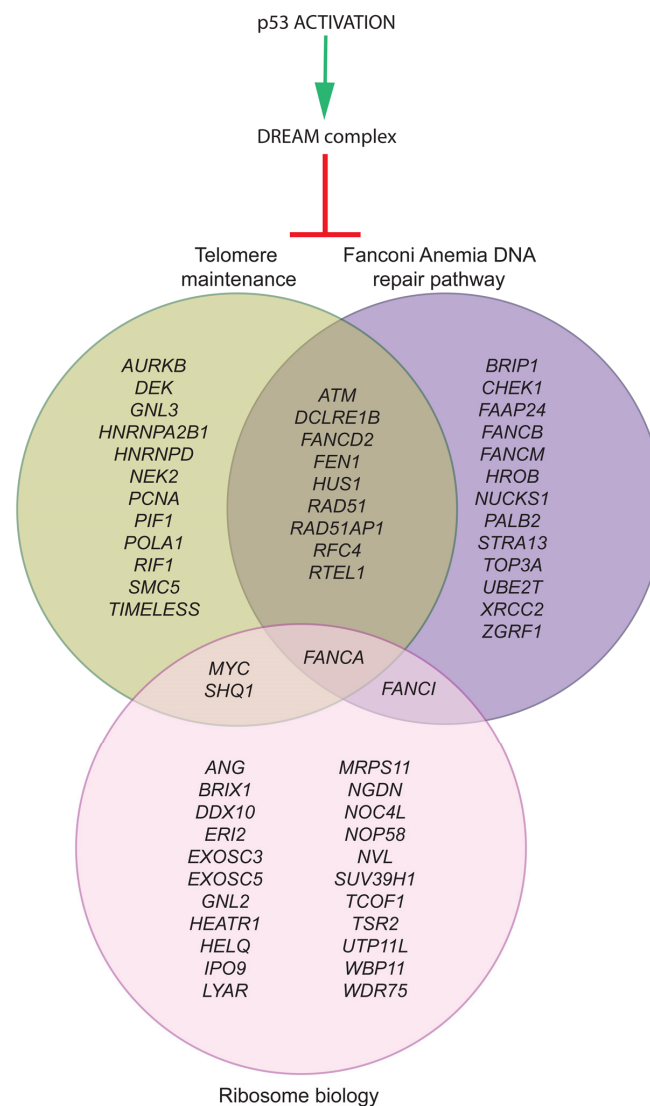 p53 ACTIVATION
DREAM complex
Telomere
maintenance
Fanconi Anemia DNA
repair pathway
AURKB
DEK
GNL3
HNRNPA2B1
HNRNPD
NEK2
PCNA
PIF1
POLA1
RIF1
SMC5
TIMELESS
ATM
DCLRE1B
FANCD2
FEN1
HUS1
RAD51
RAD51AP1
RFC4
RTEL1
BRIP1
CHEK1
FAAP24
FANCB
FANCM
HROB
NUCKS1
PALB2
STRA13
TOP3A
UBE2T
XRCC2
ZGRF1
MYC
SHQ1
FANCA
FANCI
ANG
BRIX1
DDX10
ERI2
EXOSC3
EXOSC5
GNL2
HEATR1
HELQ
IPO9
LYAR
MRPS11
NGDN
NOC4L
NOP58
NVL
SUV39H1
TCOF1
TSR2
UTP11L
WBP11
WDR75
Ribosome biology